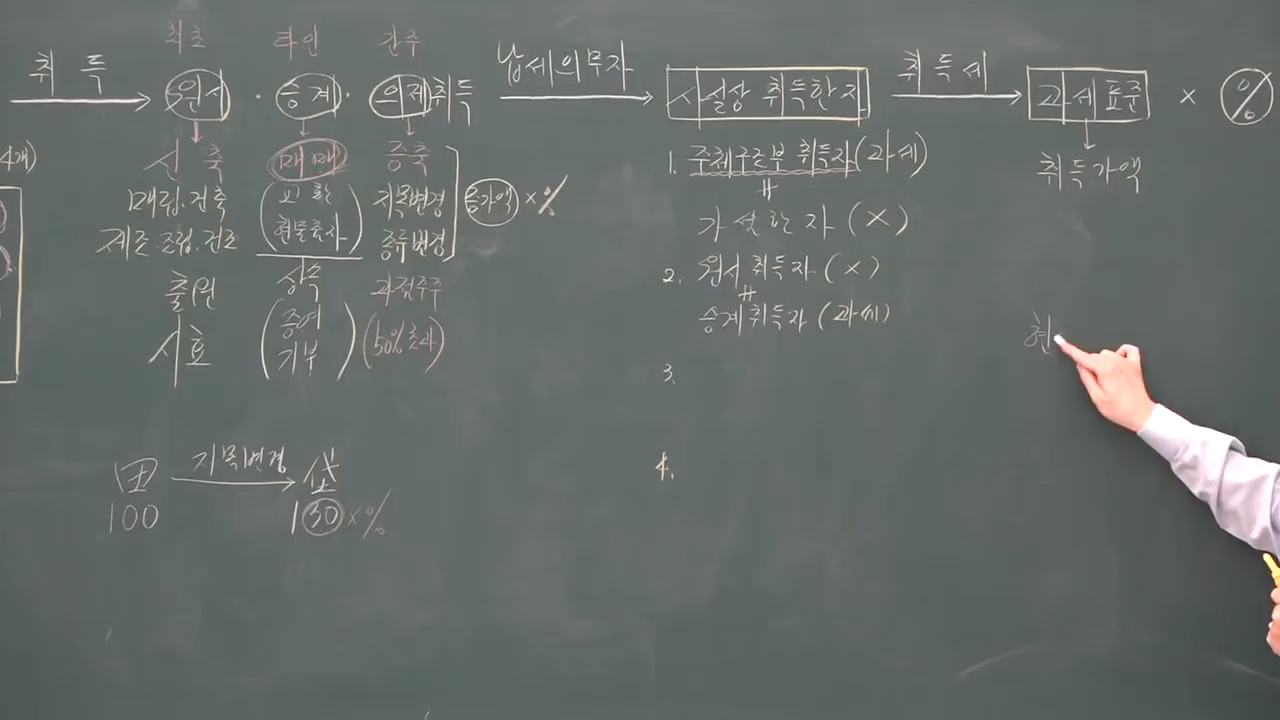 최초 타인 간주
취득 원시 · 승계 · 의제취득 납세의무자 사실상 취득한 자 취득세 과세표준 × %
4개)
신축 매매 증축
매립.건축 (교환 지목변경 증가액 × %
제조.조립.건조 현물출자) 종류변경
출원 상속 과점주주
시효 (증여 기부) (50%초과)
1. 주체구조부 취득자 (과세)
가설한 자 (×)
2. 원시취득자 (×)
승계취득자 (과세)
3.
4.
취득가액
田 지목변경 垈
100 130 × %